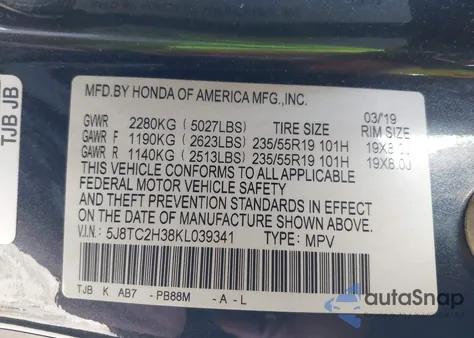 TJB JB
MFD.BY HONDA OF AMERICA MFG.,INC.
03/19
GVWR 2280KG (5027LBS) TIRE SIZE RIM SIZE
GAWR F 1190KG (2623LBS) 235/55R19 101H 19X8.0J
GAWR R 1140KG (2513LBS) 235/55R19 101H 19X8.0J
THIS VEHICLE CONFORMS TO ALL APPLICABLE
FEDERAL MOTOR VEHICLE SAFETY
AND THEFT PREVENTION STANDARDS IN EFFECT ON
THE DATE OF MANUFACTURE SHOWN ABOVE.
V.I.N.: 5J8TC2H38KL039341 TYPE: MPV
TJB K AB7 -PB88M -A-L
autoSnap